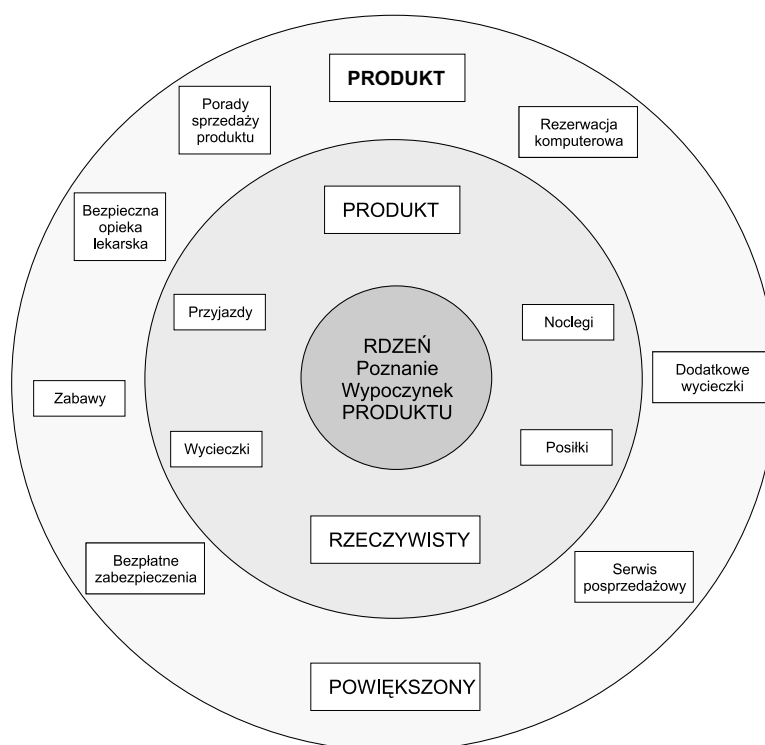 PRODUKT
Porady
sprzedaży
produktu
Rezerwacja
komputerowa
Bezpieczna
opieka
lekarska
PRODUKT
Przyjazdy
Noclegi
RDZEŃ
Poznanie
Wypoczynek
PRODUKTU
Zabawy
Dodatkowe
wycieczki
Wycieczki
Posiłki
RZECZYWISTY
Bezpłatne
zabezpieczenia
Serwis
posprzedażowy
POWIĘKSZONY